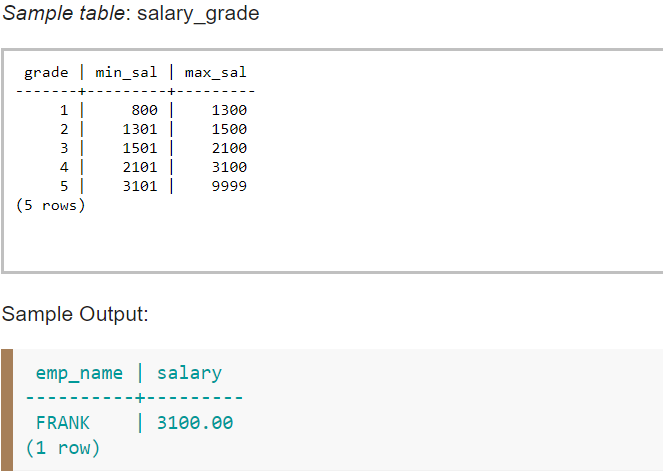 Sample table: salary_grade
grade | min_sal | max_sal
-------+---------+---------
1 | 800 | 1300
2 | 1301 | 1500
3 | 1501 | 2100
4 | 2101 | 3100
5 | 3101 | 9999
(5 rows)
Sample Output:
emp_name | salary
----------+---------
FRANK | 3100.00
(1 row)